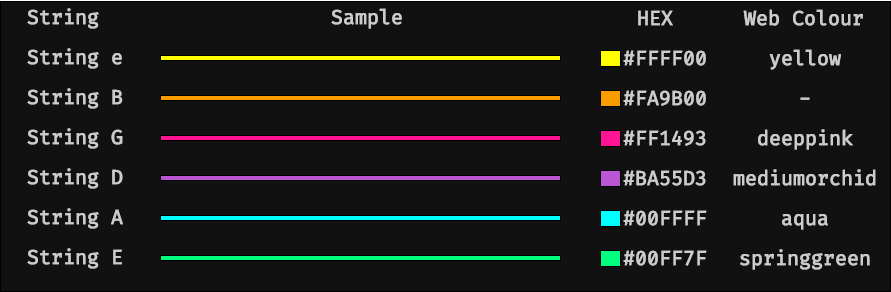 String Sample HEX Web Colour
String e #FFFF00 yellow
String B #FA9B00 -
String G #FF1493 deeppink
String D #BA55D3 mediumorchid
String A #00FFFF aqua
String E #00FF7F springgreen